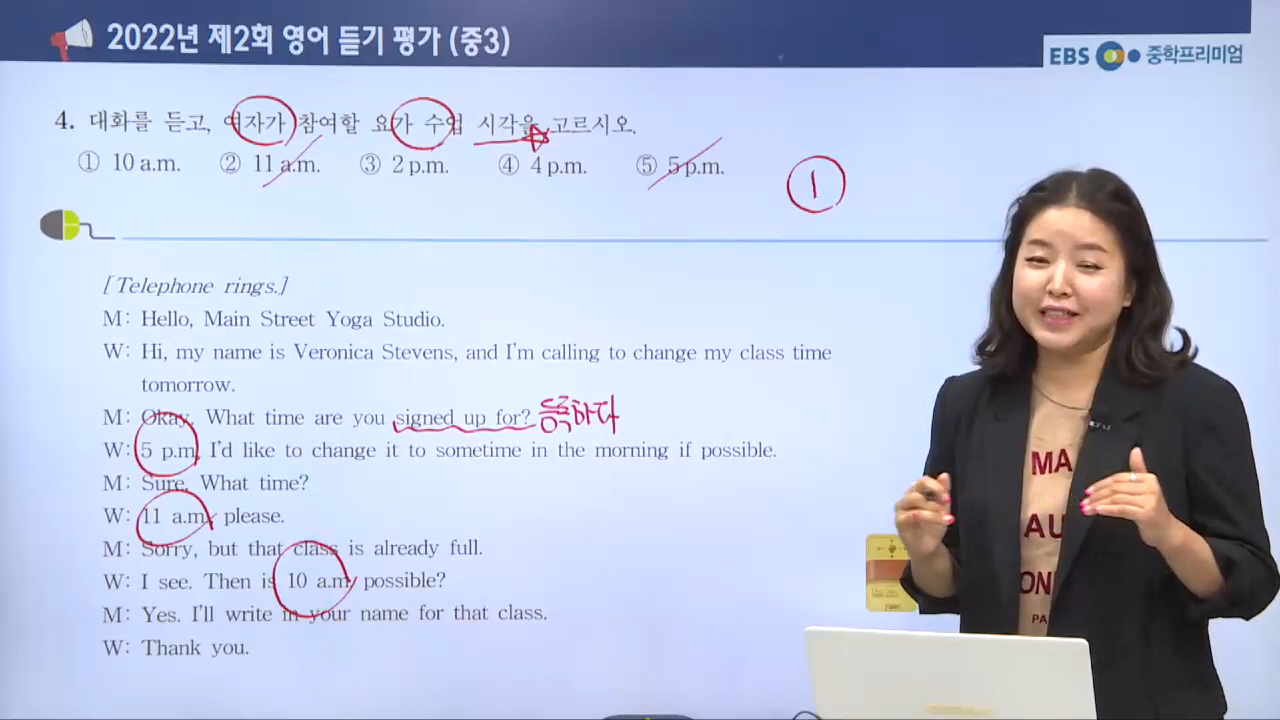 2022년 제2회 영어 듣기 평가 (중3)
EBS 중학프리미엄
4. 대화를 듣고, 여자가 참여할 요가 수업 시각을 고르시오.
① 10 a.m. ② 11 a.m. ③ 2 p.m. ④ 4 p.m. ⑤ 5 p.m.
①
[Telephone rings.]
M: Hello, Main Street Yoga Studio.
W: Hi, my name is Veronica Stevens, and I'm calling to change my class time
tomorrow.
M: Okay. What time are you signed up for?
W: 5 p.m. I'd like to change it to sometime in the morning if possible.
M: Sure. What time?
W: 11 a.m., please.
M: Sorry, but that class is already full.
W: I see. Then is 10 a.m. possible?
M: Yes. I'll write in your name for that class.
W: Thank you.
MA
AU
ON
PA